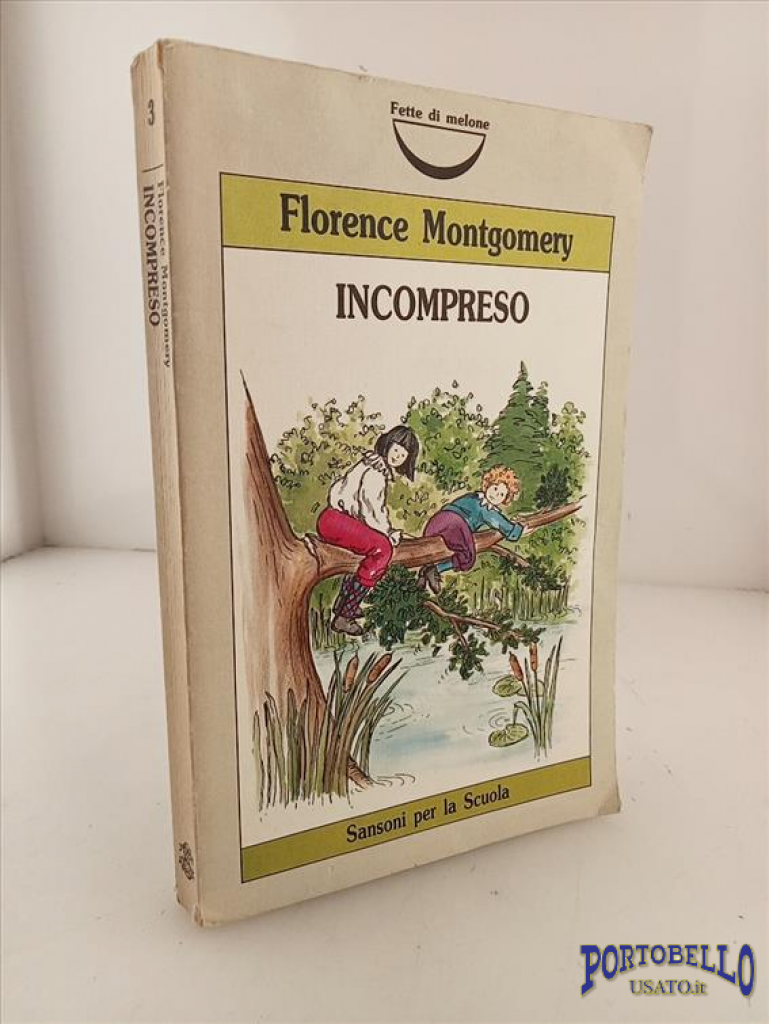 Fette di melone
Florence Montgomery
INCOMPRESO
Sansoni per la Scuola
3
Florence Montgomery
INCOMPRESO
PORTOBELLO
USATO.it